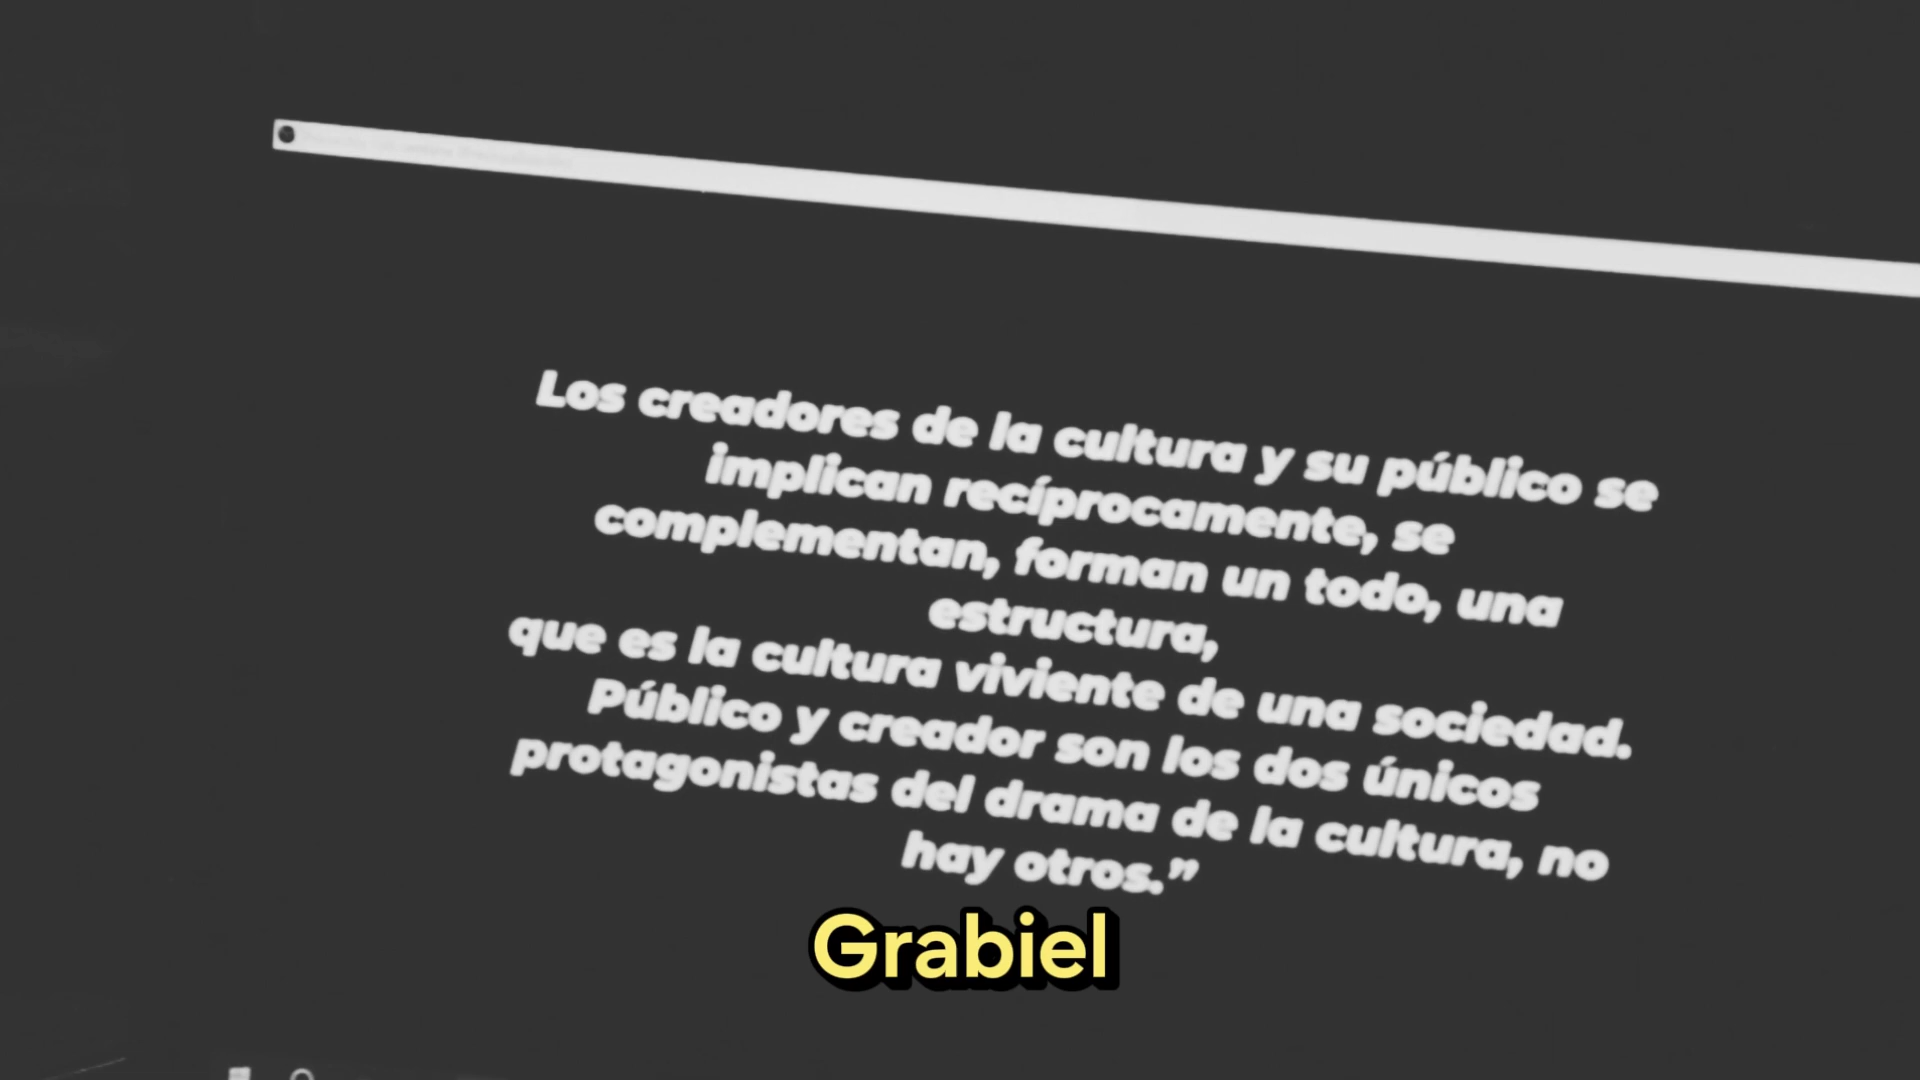 Los creadores de la cultura y su público se
implican recíprocamente, se
complementan, forman un todo, una
estructura,
que es la cultura viviente de una sociedad.
Público y creador son los dos únicos
protagonistas del drama de la cultura, no
hay otros.”
Grabiel